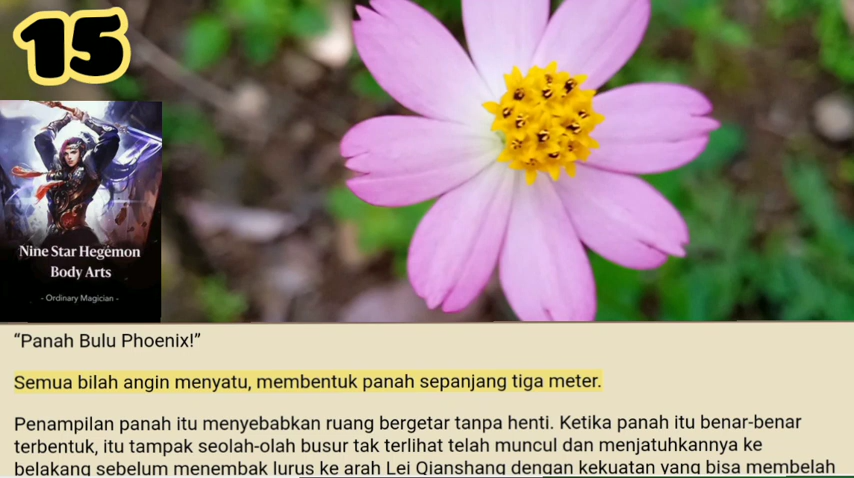 15
Nine Star Hegemon
Body Arts
- Ordinary Magician -
“Panah Bulu Phoenix!”
Semua bilah angin menyatu, membentuk panah sepanjang tiga meter.
Penampilan panah itu menyebabkan ruang bergetar tanpa henti. Ketika panah itu benar-benar
terbentuk, itu tampak seolah-olah busur tak terlihat telah muncul dan menjatuhkannya ke
belakang sebelum menembak lurus ke arah Lei Qianshang dengan kekuatan yang bisa membelah